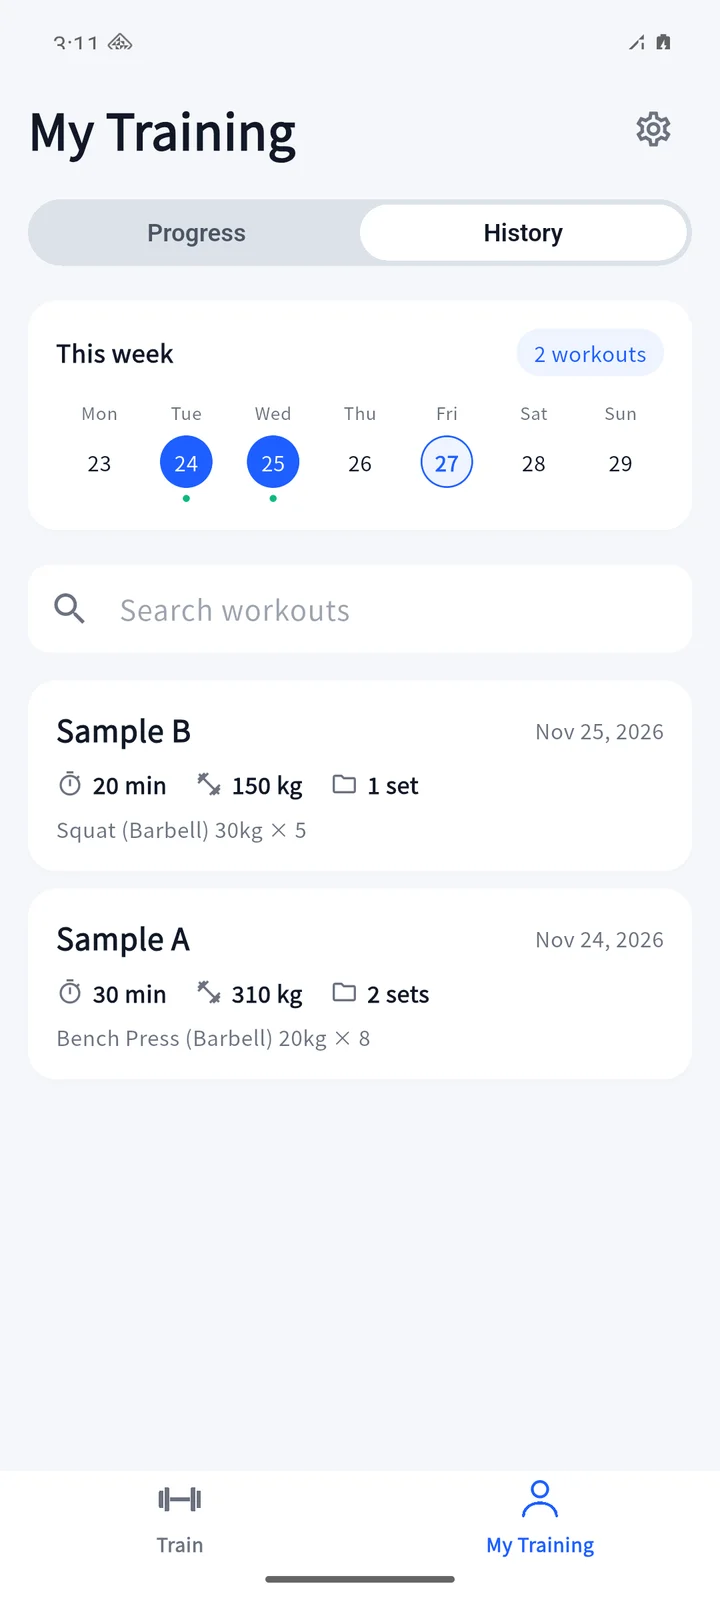 3:11
My Training
Progress History
This week 2 workouts
Mon Tue Wed Thu Fri Sat Sun
23 24 25 26 27 28 29
Search workouts
Sample B Nov 25, 2026
20 min 150 kg 1 set
Squat (Barbell) 30kg × 5
Sample A Nov 24, 2026
30 min 310 kg 2 sets
Bench Press (Barbell) 20kg × 8
Train My Training